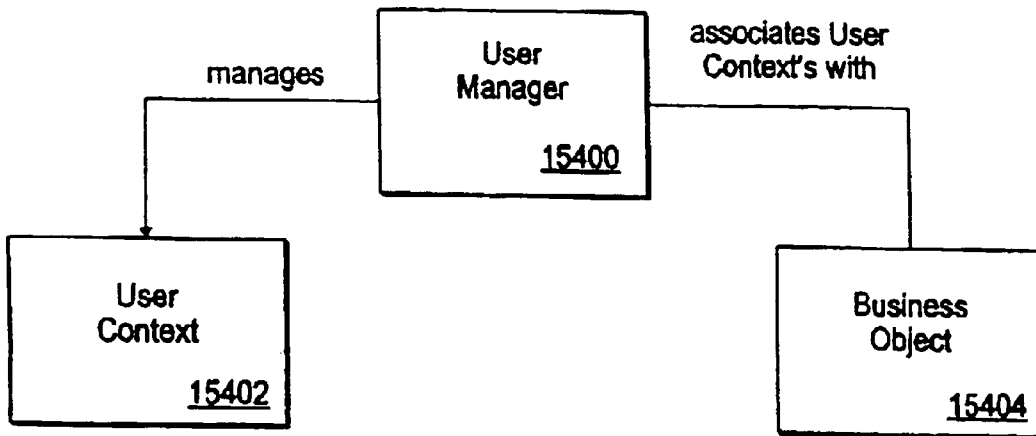 manages
User
Manager
15400
associates User
Context's with
User
Context
15402
Business
Object
15404